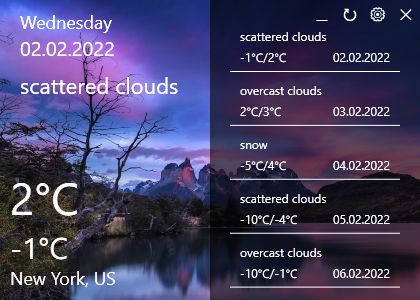 Wednesday
02.02.2022
scattered clouds
2°C
-1°C
New York, US
scattered clouds
-1°C/2°C 02.02.2022
overcast clouds
2°C/3°C 03.02.2022
snow
-5°C/4°C 04.02.2022
scattered clouds
-10°C/-4°C 05.02.2022
overcast clouds
-10°C/-1°C 06.02.2022